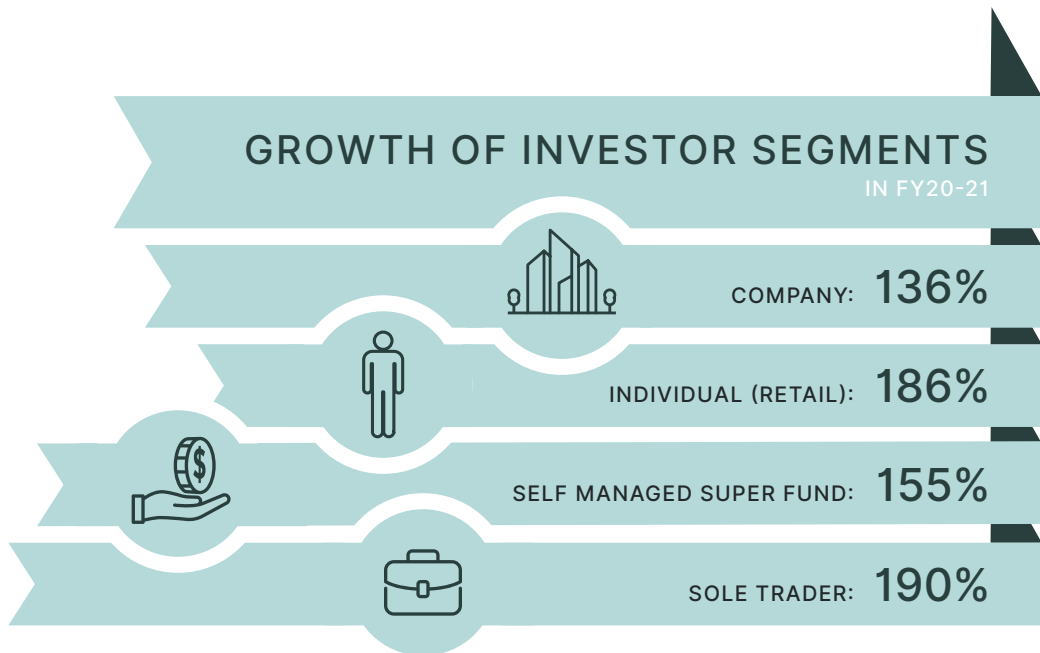 GROWTH OF INVESTOR SEGMENTS
IN FY20-21
COMPANY: 136%
INDIVIDUAL (RETAIL): 186%
$
SELF MANAGED SUPER FUND: 155%
SOLE TRADER: 190%